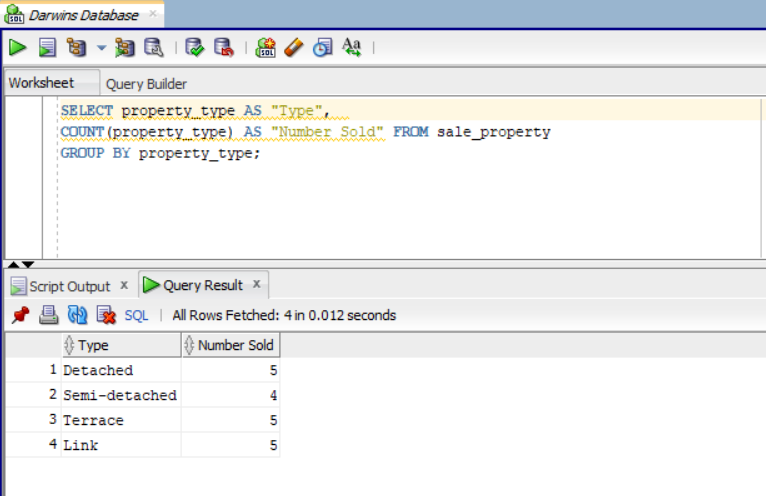 Darwins Database
SQL
Worksheet Query Builder
SELECT property_type AS "Type",
COUNT(property_type) AS "Number Sold" FROM sale_property
GROUP BY property_type;
Script Output x Query Result x
SQL | All Rows Fetched: 4 in 0.012 seconds
Type Number Sold
1 Detached 5
2 Semi-detached 4
3 Terrace 5
4 Link 5